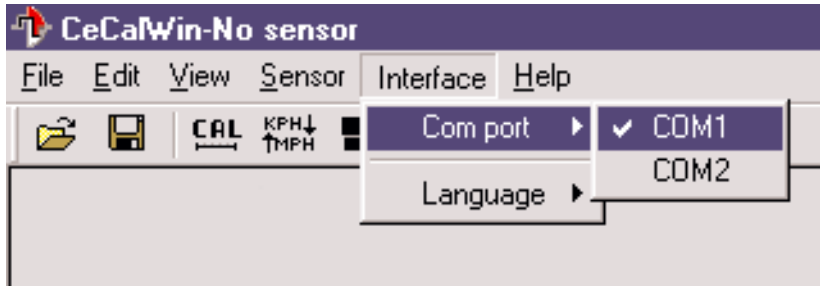 CeCalWin-No sensor
File Edit View Sensor Interface Help
CAL KPH↓ Com port COM1
↑MPH
COM2
Language